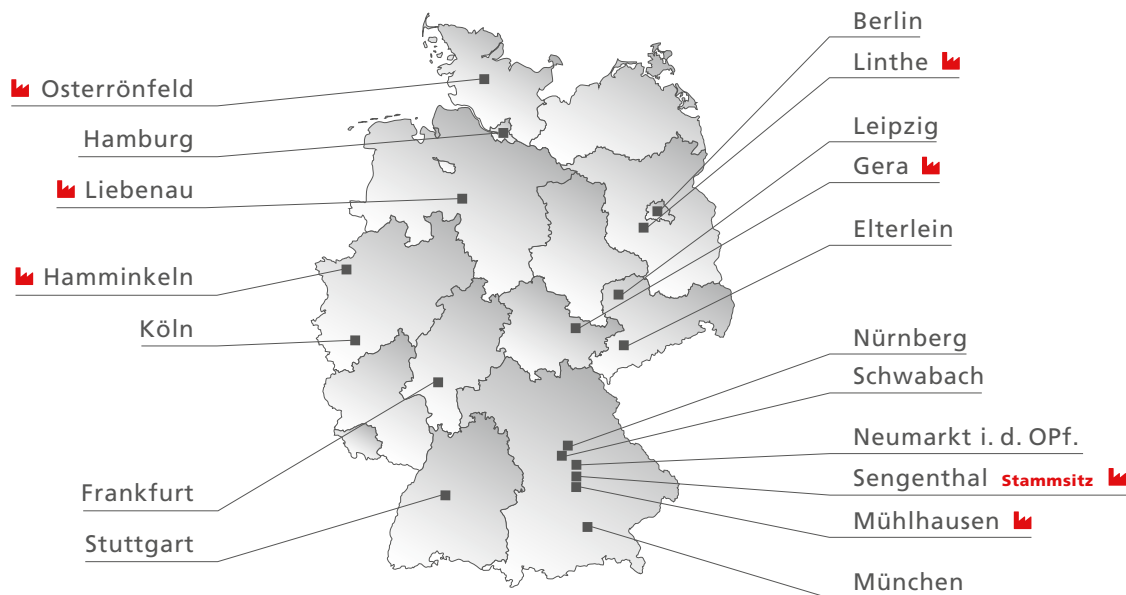 Osterrönfeld
Hamburg
Liebenau
Hamminkeln
Köln
Frankfurt
Stuttgart
Berlin
Linthe
Leipzig
Gera
Elterlein
Nürnberg
Schwabach
Neumarkt i. d. OPf.
Sengenthal Stammsitz
Mühlhausen
München